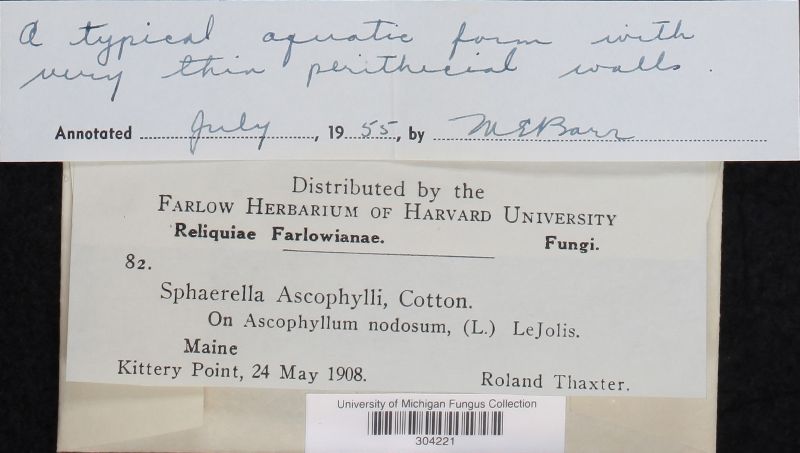 A typical aquatic form with
very thin perithecial walls.
Annotated July, 1955, by MEBarr
Distributed by the
FARLOW HERBARIUM OF HARVARD UNIVERSITY
Reliquiae Farlowianae. Fungi.
82.
Sphaerella Ascophylli, Cotton.
On Ascophyllum nodosum, (L.) LeJolis.
Maine
Kittery Point, 24 May 1908. Roland Thaxter.
University of Michigan Fungus Collection
304221